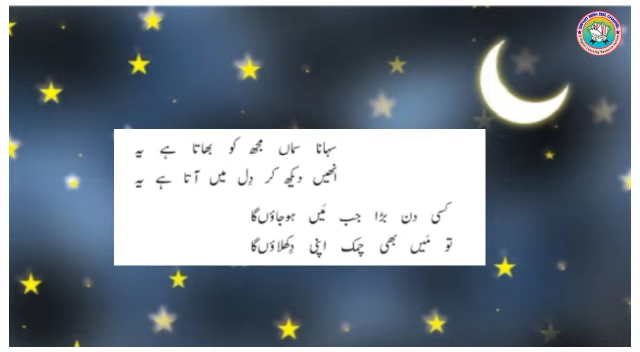 سہانا سماں مجھ کو بھاتا ہے یہ
انھیں دیکھ کر دِل میں آتا ہے یہ
کسی دن بڑا جب مَیں ہوجاؤں گا
تو مَیں بھی چمک اپنی دِکھلاؤں گا